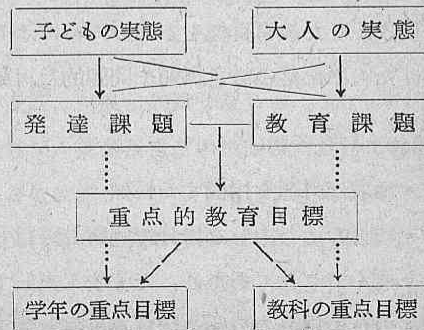 子どもの実態
大人の実態
発達課題
教育課題
重点的教育目標
学年の重点目標
教科の重点目標